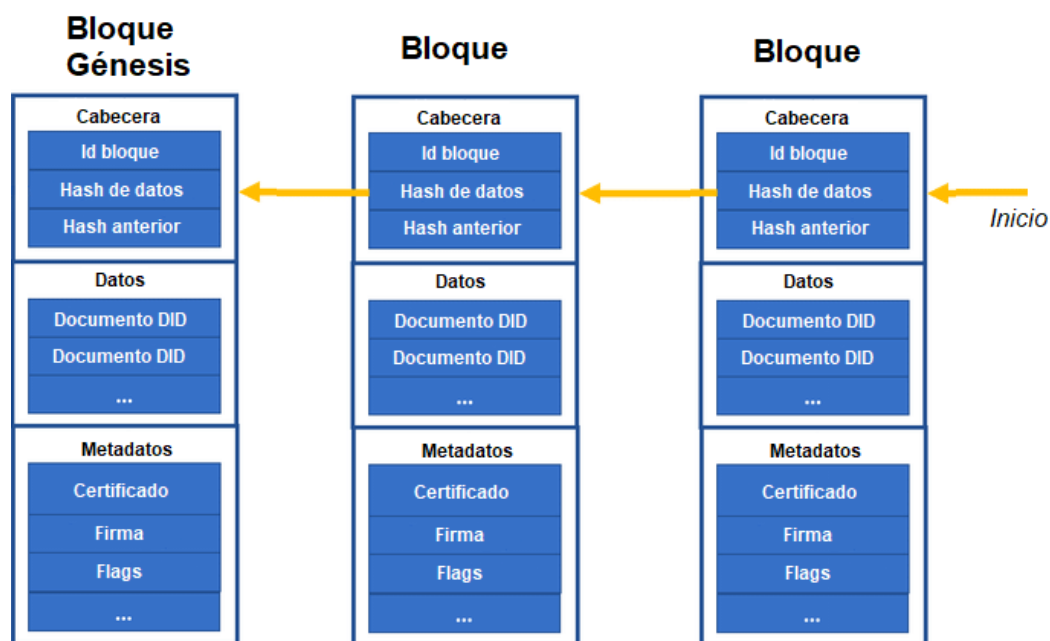 Bloque
Génesis
Cabecera
Id bloque
Hash de datos
Hash anterior
Datos
Documento DID
Documento DID
...
Metadatos
Certificado
Firma
Flags
...
Bloque
Cabecera
Id bloque
Hash de datos
Hash anterior
Datos
Documento DID
Documento DID
...
Metadatos
Certificado
Firma
Flags
...
Bloque
Cabecera
Id bloque
Hash de datos
Hash anterior
Datos
Documento DID
Documento DID
...
Metadatos
Certificado
Firma
Flags
...
Inicio